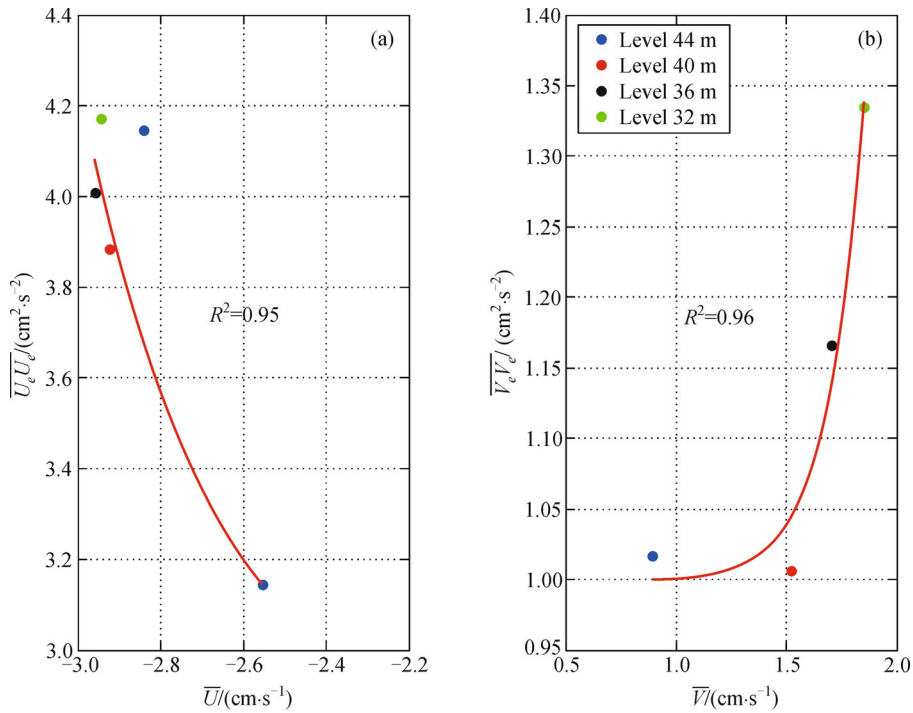 4.4
4.2
4.0
3.8
3.6
3.4
3.2
3.0
−3.0
−2.8
−2.6
−2.4
−2.2
(a)
R²=0.95
U̅/(cm·s⁻¹)
U̅ₑU̅ₑ/(cm²·s⁻²)
1.40
1.35
1.30
1.25
1.20
1.15
1.10
1.05
1.00
0.95
0.5
1.0
1.5
2.0
(b)
Level 44 m
Level 40 m
Level 36 m
Level 32 m
R²=0.96
V̅/(cm·s⁻¹)
V̅ₑV̅ₑ/ (cm²·s⁻²)